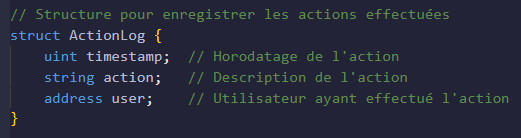 // Structure pour enregistrer les actions effectuées
struct ActionLog {
    uint timestamp;  // Horodatage de l'action
    string action;   // Description de l'action
    address user;    // Utilisateur ayant effectué l'action
}